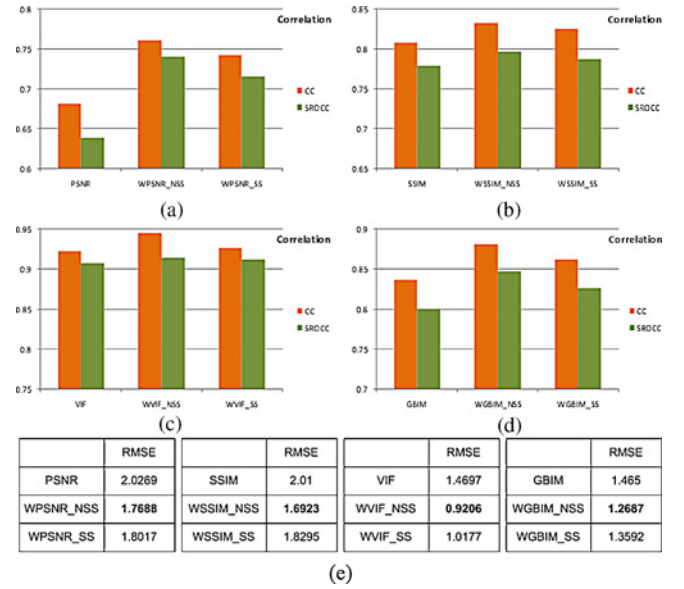 0.8
0.75
0.7
0.65
0.6
Correlation
CC
SROCC
PSNR WPSNR_NSS WPSNR_SS
(a)
0.85
0.8
0.75
0.7
0.65
Correlation
CC
SROCC
SSIM WSSIM_NSS WSSIM_SS
(b)
0.95
0.9
0.85
0.8
0.75
Correlation
CC
SROCC
VIF WVIF_NSS WVIF_SS
(c)
0.9
0.85
0.8
0.75
0.7
Correlation
CC
SROCC
GBIM WGBIM_NSS WGBIM_SS
(d)
RMSE
PSNR 2.0269
WPSNR_NSS 1.7688
WPSNR_SS 1.8017
RMSE
SSIM 2.01
WSSIM_NSS 1.6923
WSSIM_SS 1.8295
RMSE
VIF 1.4697
WVIF_NSS 0.9206
WVIF_SS 1.0177
RMSE
GBIM 1.465
WGBIM_NSS 1.2687
WGBIM_SS 1.3592
(e)